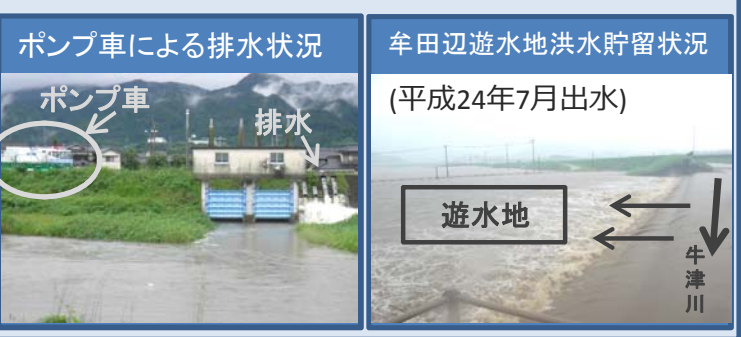 ポンプ車による排水状況
ポンプ車
排水
牟田辺遊水地洪水貯留状況
(平成24年7月出水)
遊水地
牛津川